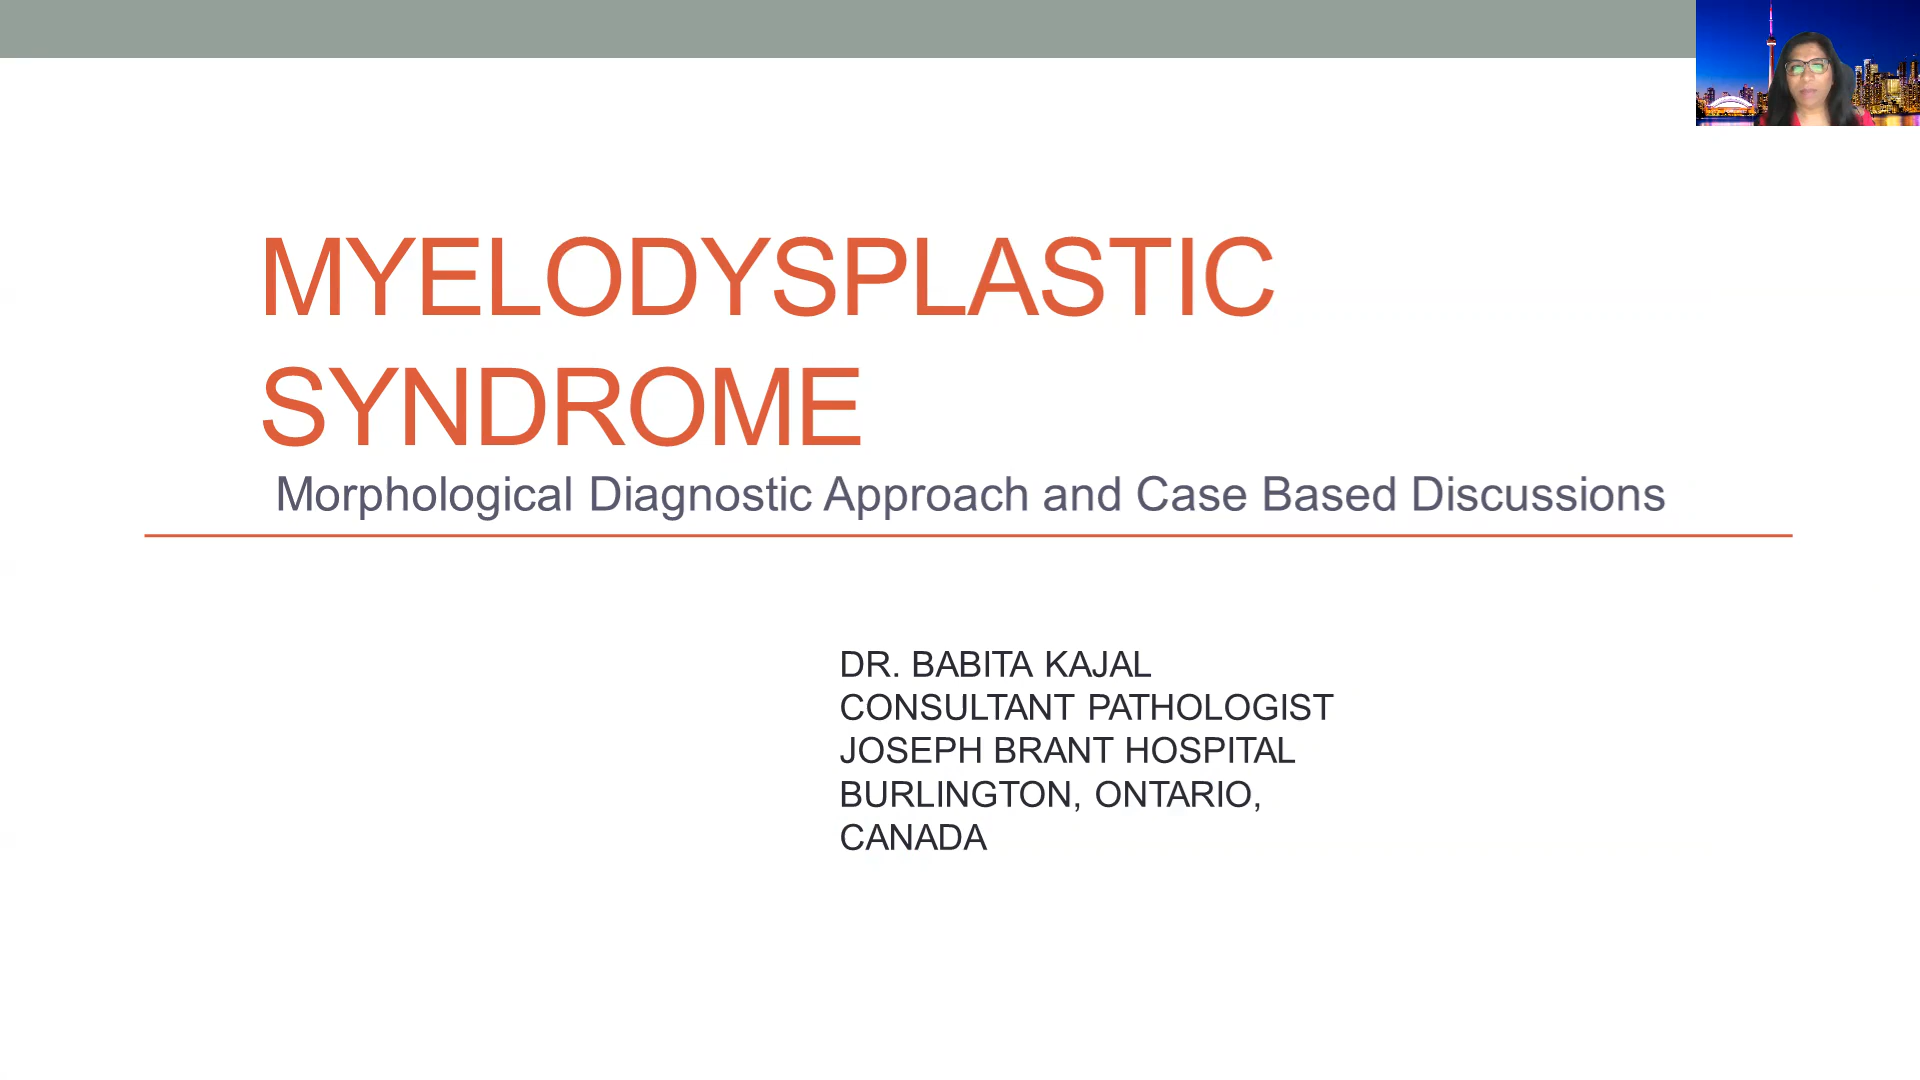 MYELODYSPLASTIC
SYNDROME
Morphological Diagnostic Approach and Case Based Discussions
DR. BABITA KAJAL
CONSULTANT PATHOLOGIST
JOSEPH BRANT HOSPITAL
BURLINGTON, ONTARIO,
CANADA